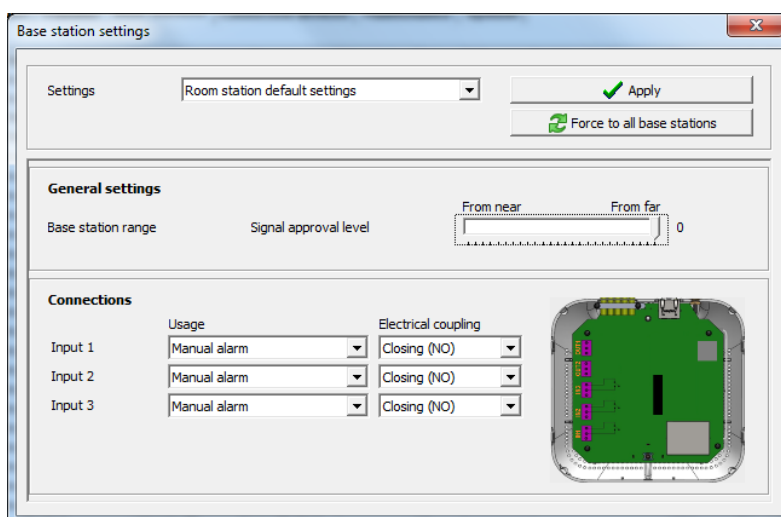 Base station settings
Settings
Room station default settings
Apply
Force to all base stations
General settings
From near From far
Base station range Signal approval level 0
Connections
Usage Electrical coupling
Input 1 Manual alarm Closing (NO)
Input 2 Manual alarm Closing (NO)
Input 3 Manual alarm Closing (NO)